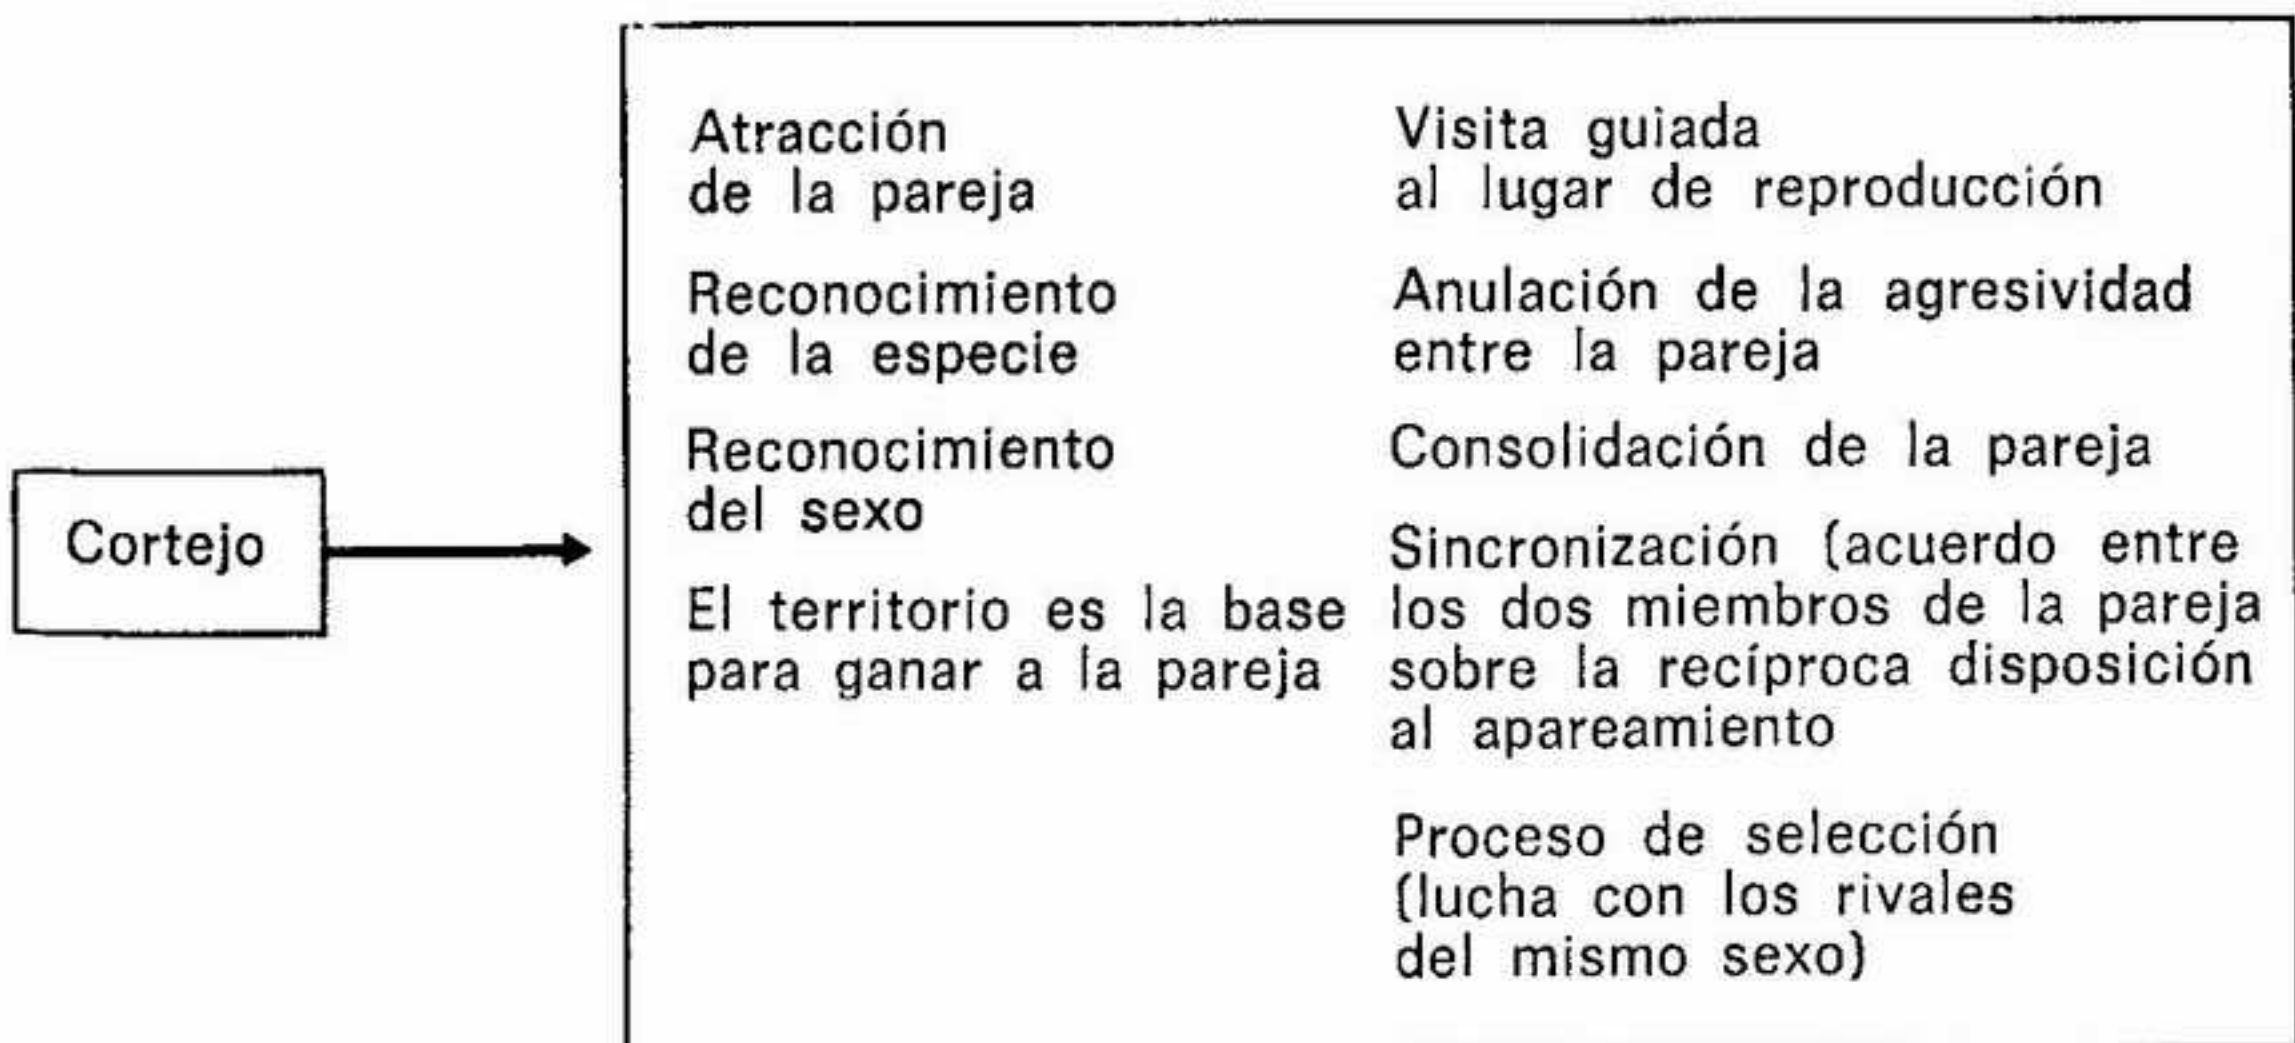 Cortejo
Atracción
de la pareja
Reconocimiento
de la especie
Reconocimiento
del sexo
El territorio es la base
para ganar a la pareja
Visita guiada
al lugar de reproducción
Anulación de la agresividad
entre la pareja
Consolidación de la pareja
Sincronización (acuerdo entre
los dos miembros de la pareja
sobre la recíproca disposición
al apareamiento
Proceso de selección
(lucha con los rivales
del mismo sexo)